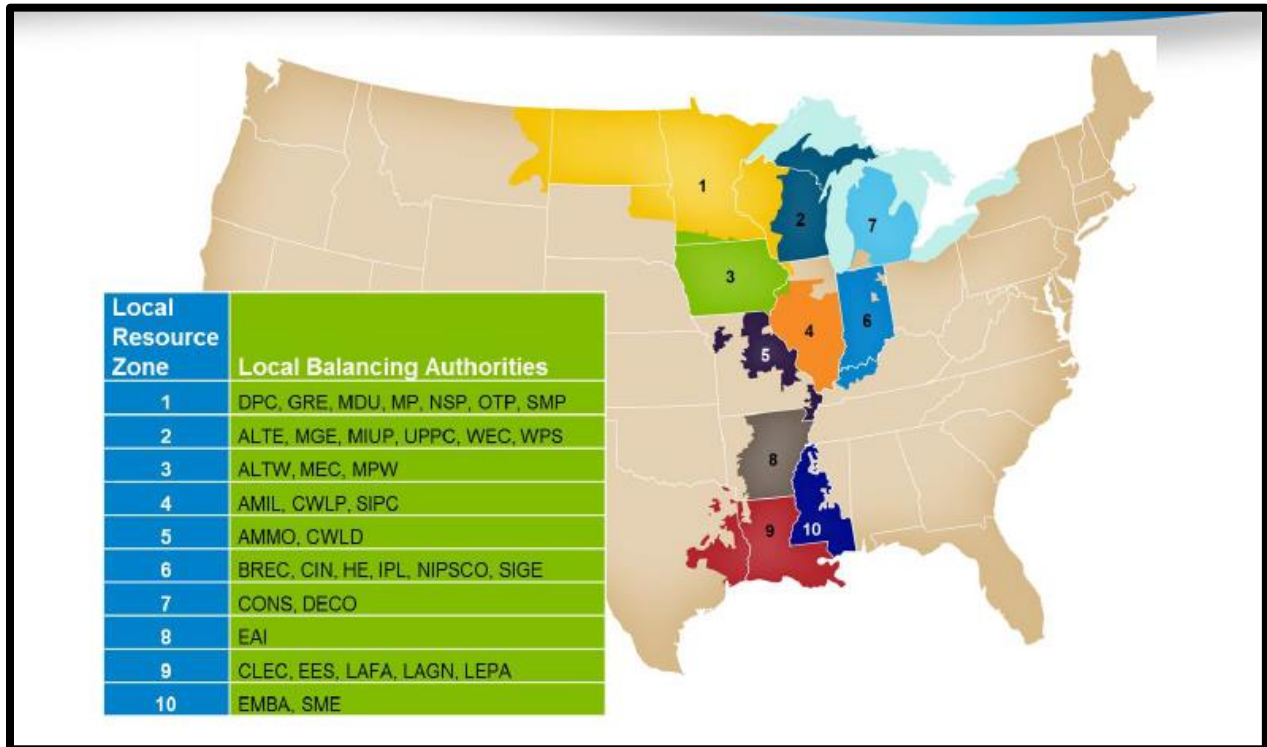 1
2
7
3
4
6
5
8
9
10
Local
Resource
Zone Local Balancing Authorities
1 DPC, GRE, MDU, MP, NSP, OTP, SMP
2 ALTE, MGE, MIUP, UPPC, WEC, WPS
3 ALTW, MEC, MPW
4 AMIL, CWLP, SIPC
5 AMMO, CWLD
6 BREC, CIN, HE, IPL, NIPSCO, SIGE
7 CONS, DECO
8 EAI
9 CLEC, EES, LAFA, LAGN, LEPA
10 EMBA, SME